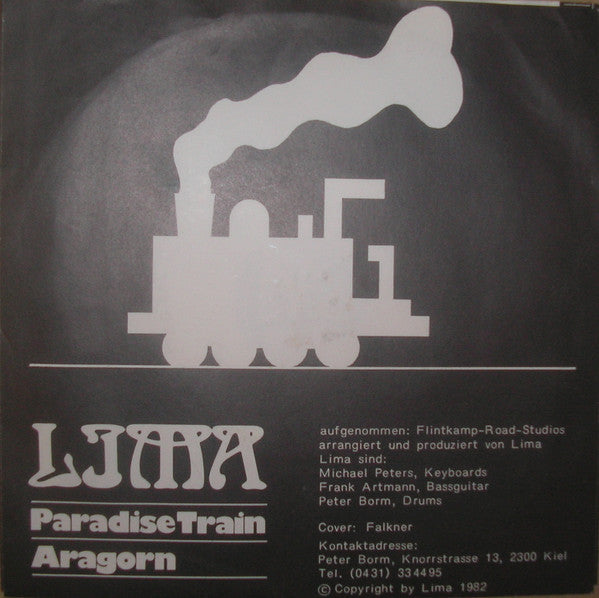 LIMA
Paradise Train
Aragorn
aufgenommen: Flintkamp-Road-Studios
arrangiert und produziert von Lima
Lima sind:
Michael Peters, Keyboards
Frank Artmann, Bassguitar
Peter Borm, Drums
Cover: Falkner
Kontaktadresse:
Peter Borm, Knorrstrasse 13, 2300 Kiel
Tel. (0431) 334495
© Copyright by Lima 1982